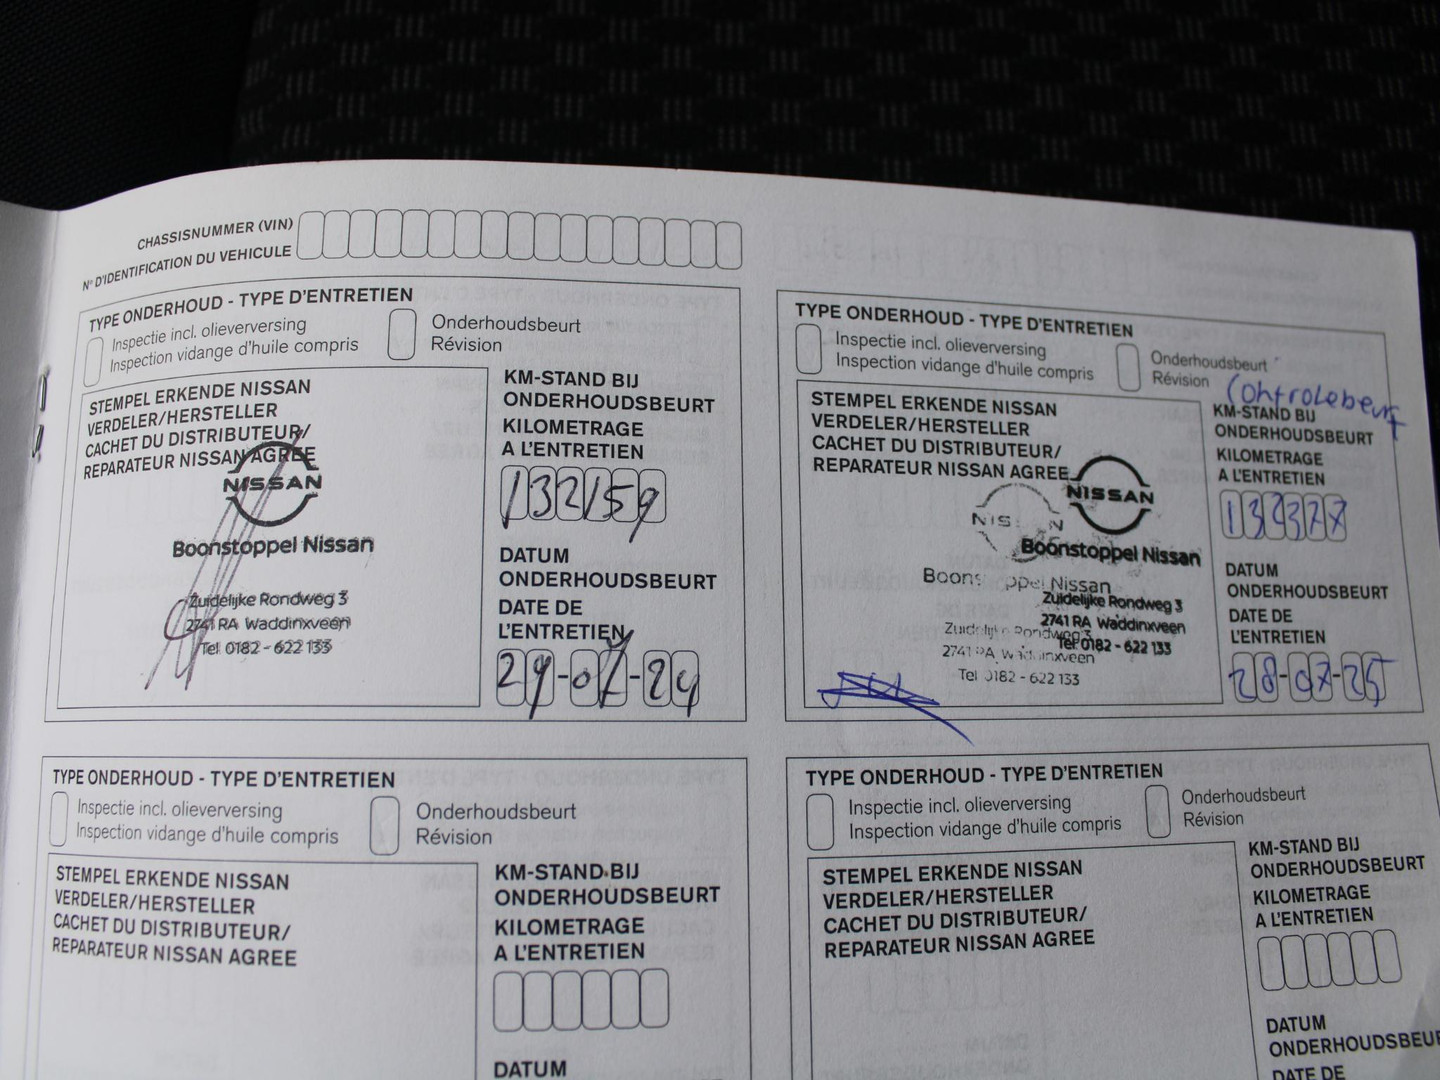 CHASSISNUMMER (VIN)
N° D'IDENTIFICATION DU VEHICULE
TYPE ONDERHOUD - TYPE D'ENTRETIEN
Inspectie incl. olieverversing
Inspection vidange d'huile compris
Onderhoudsbeurt
Révision
STEMPEL ERKENDE NISSAN
VERDELER/HERSTELLER
CACHET DU DISTRIBUTEUR/
REPARATEUR NISSAN AGREE
NISSAN
Boonstoppel Nissan
Zuidelijke Rondweg 3
2741 RA Waddinxveen
Tel 0182 - 622 133
KM-STAND BIJ
ONDERHOUDSBEURT
KILOMETRAGE
A L'ENTRETIEN
132159
DATUM
ONDERHOUDSBEURT
DATE DE
L'ENTRETIEN
29-07-24
TYPE ONDERHOUD - TYPE D'ENTRETIEN
Inspectie incl. olieverversing
Inspection vidange d'huile compris
Onderhoudsbeurt
Révision
Controlebeurt
STEMPEL ERKENDE NISSAN
VERDELER/HERSTELLER
CACHET DU DISTRIBUTEUR/
REPARATEUR NISSAN AGREE
NISSAN
Boonstoppel Nissan
Zuidelijke Rondweg 3
2741 RA Waddinxveen
Tel 0182 - 622 133
Nissan
Tel 0182 - 622 133
KM-STAND BIJ
ONDERHOUDSBEURT
KILOMETRAGE
A L'ENTRETIEN
DATUM
ONDERHOUDSBEURT
DATE DE
L'ENTRETIEN
28-07-25
TYPE ONDERHOUD - TYPE D'ENTRETIEN
Inspectie incl. olieverversing
Inspection vidange d'huile compris
Onderhoudsbeurt
Révision
STEMPEL ERKENDE NISSAN
VERDELER/HERSTELLER
CACHET DU DISTRIBUTEUR/
REPARATEUR NISSAN AGREE
KM-STAND BIJ
ONDERHOUDSBEURT
KILOMETRAGE
A L'ENTRETIEN
DATUM
TYPE ONDERHOUD - TYPE D'ENTRETIEN
Inspectie incl. olieverversing
Inspection vidange d'huile compris
Onderhoudsbeurt
Révision
STEMPEL ERKENDE NISSAN
VERDELER/HERSTELLER
CACHET DU DISTRIBUTEUR/
REPARATEUR NISSAN AGREE
KM-STAND BIJ
ONDERHOUDSBEURT
KILOMETRAGE
A L'ENTRETIEN
DATUM
ONDERHOUDSBEU
DATE DE